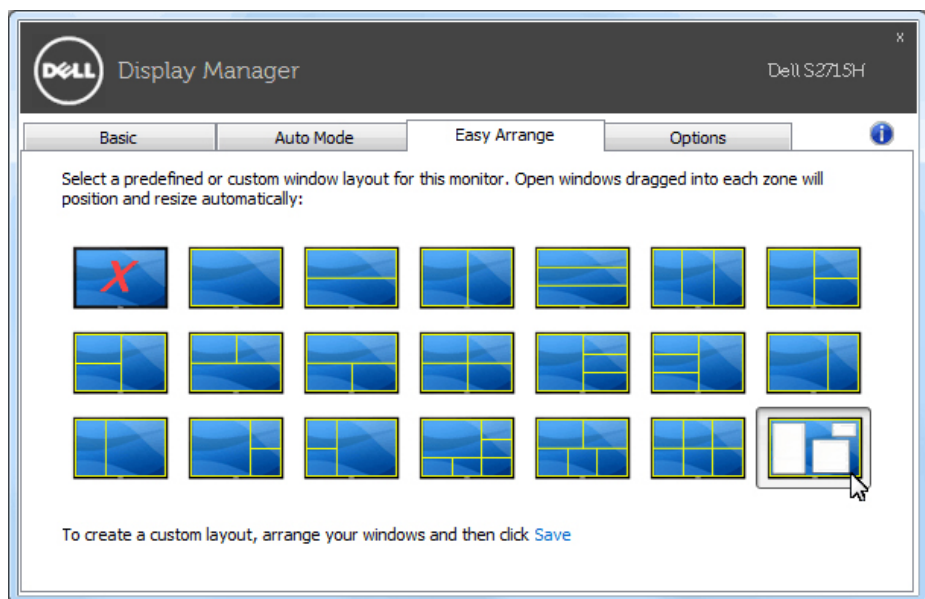 DELL Display Manager
x
Dell S2715H
Basic
Auto Mode
Easy Arrange
Options
i
Select a predefined or custom window layout for this monitor. Open windows dragged into each zone will
position and resize automatically:
X
To create a custom layout, arrange your windows and then click Save